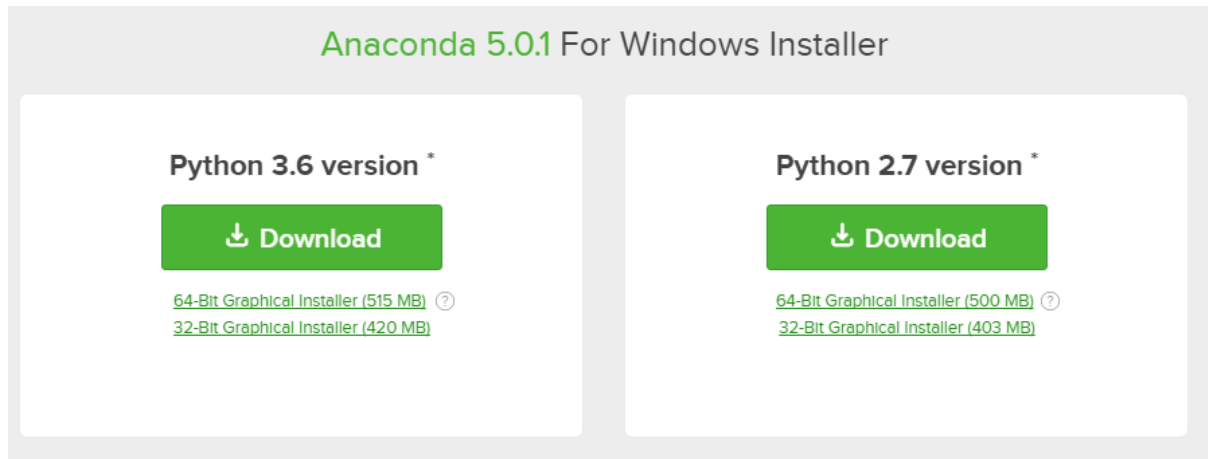 Anaconda 5.0.1 For Windows Installer
Python 3.6 version *
Download
64-Bit Graphical Installer (515 MB) ?
32-Bit Graphical Installer (420 MB)
Python 2.7 version *
Download
64-Bit Graphical Installer (500 MB) ?
32-Bit Graphical Installer (403 MB)